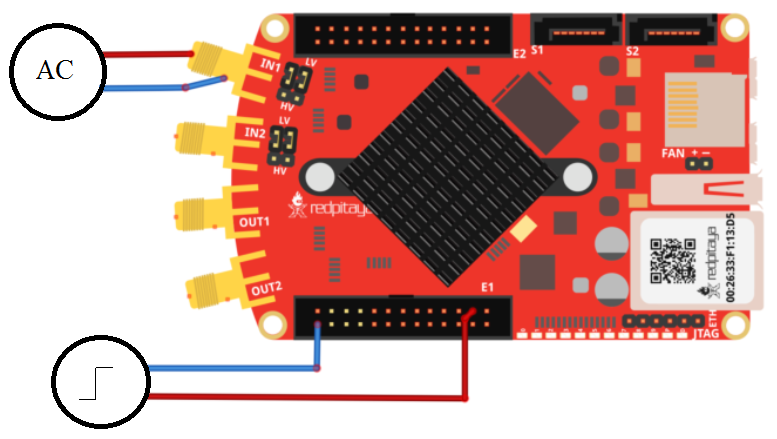 AC
IN1
LV
HV
E2
S1
S2
IN2
LV
HV
FAN + −
redpitaya
OUT1
OUT2
E1
redpitaya
00:26:33:F1:13:D5
ETH
JTAG